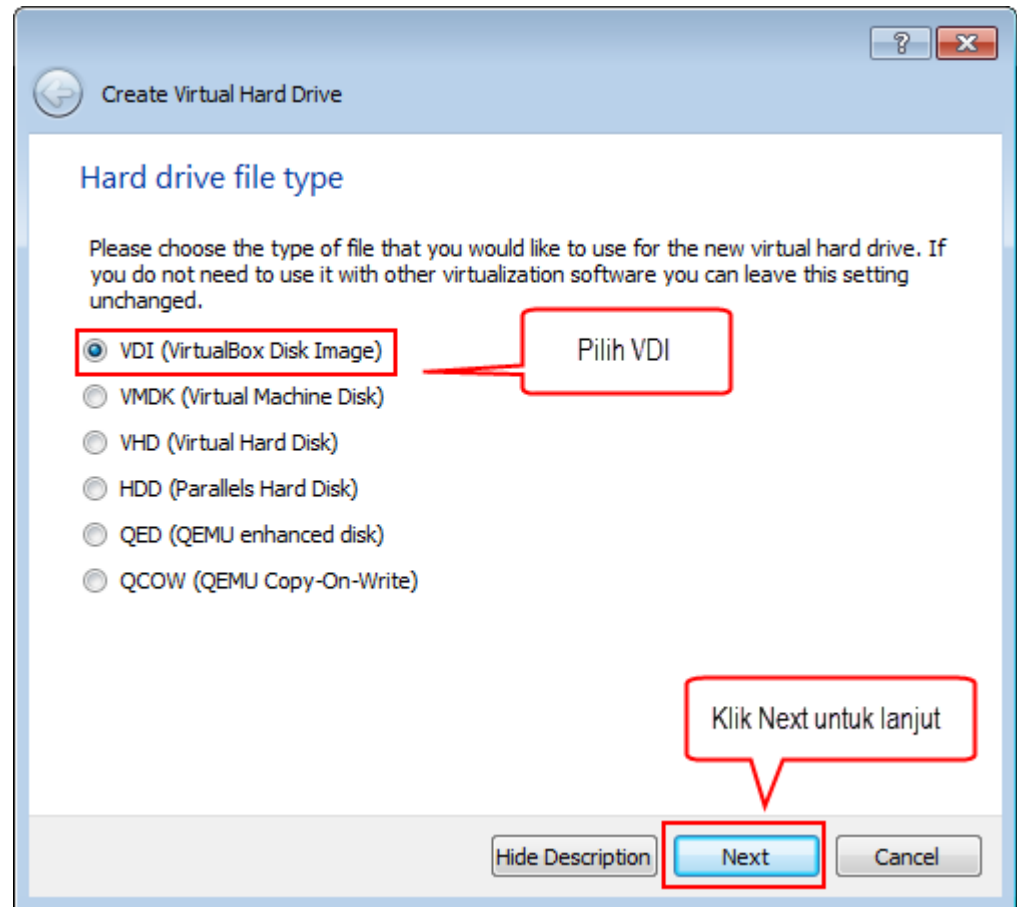 ?
Create Virtual Hard Drive
Hard drive file type
Please choose the type of file that you would like to use for the new virtual hard drive. If
you do not need to use it with other virtualization software you can leave this setting
unchanged.
VDI (VirtualBox Disk Image)
Pilih VDI
VMDK (Virtual Machine Disk)
VHD (Virtual Hard Disk)
HDD (Parallels Hard Disk)
QED (QEMU enhanced disk)
QCOW (QEMU Copy-On-Write)
Klik Next untuk lanjut
Hide Description
Next
Cancel